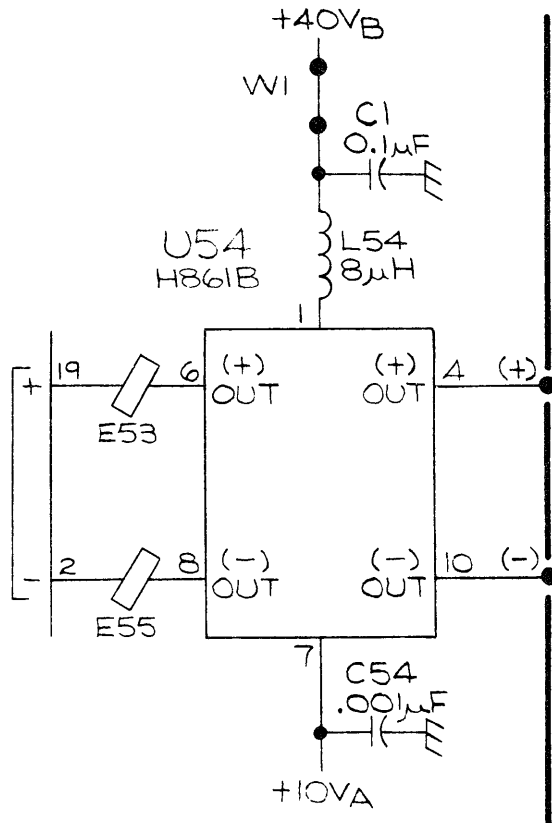 +40VB
W1
C1
0.1µF
U54
H861B
L54
8µH
1
+ 19
E53
6 (+)
OUT
(+)
OUT
4 (+)
- 2
E55
8 (-)
OUT
(-)
OUT
10 (-)
7
C54
.001µF
+10VA